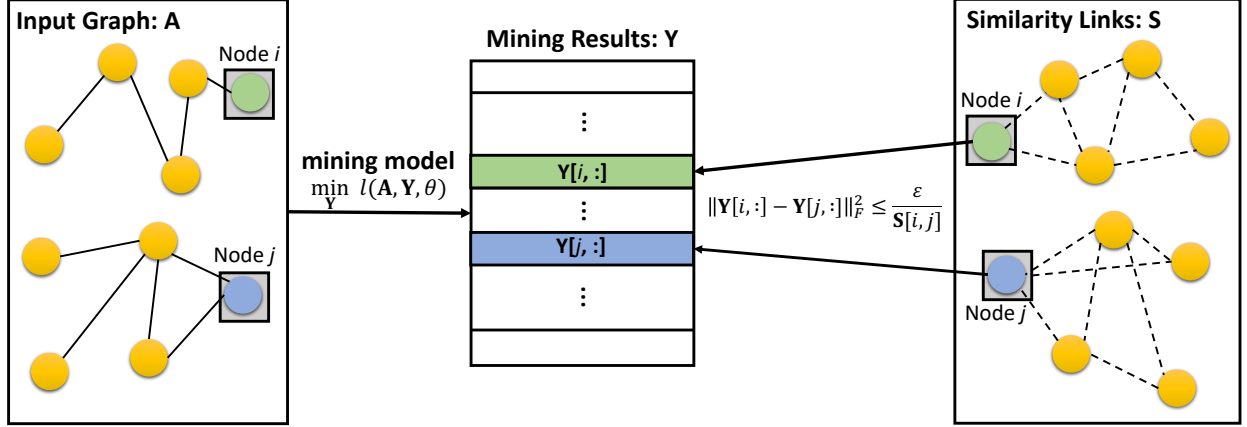 Input Graph: A
Node i
Node j
mining model
min l(A, Y, θ)
Y
Mining Results: Y
⋮
Y[i, :]
⋮
Y[j, :]
⋮
‖Y[i, :] − Y[j, :]‖²_F ≤ ε / S[i, j]
Similarity Links: S
Node i
Node j